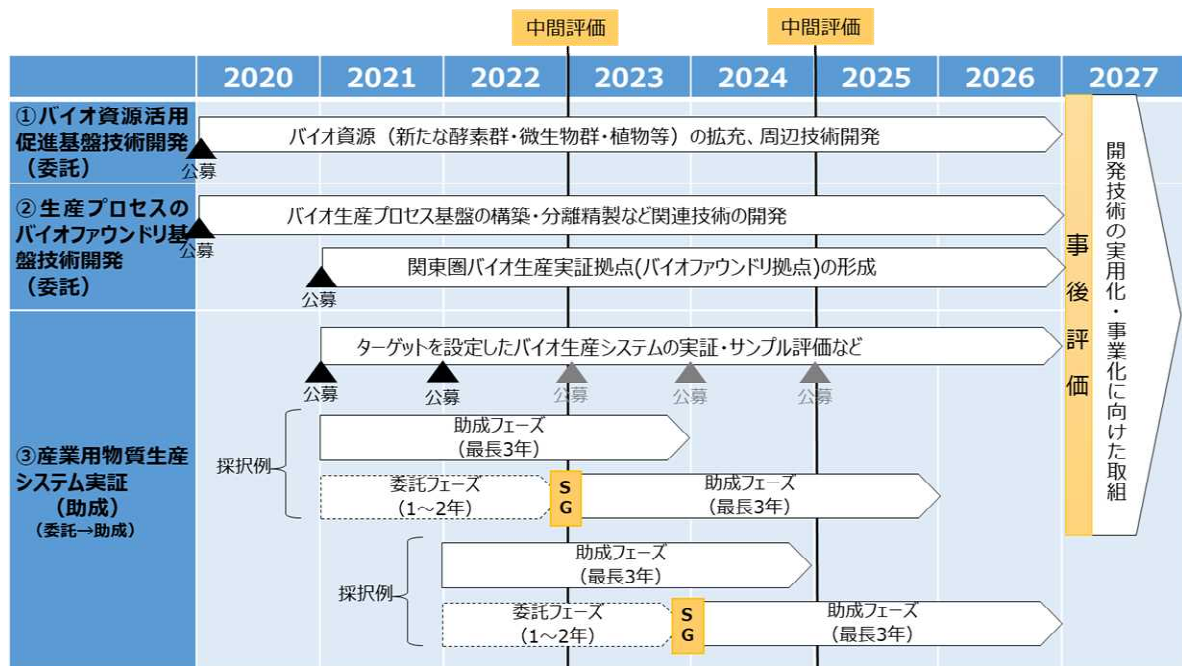 中間評価
中間評価
2020
2021
2022
2023
2024
2025
2026
2027
①バイオ資源活用
促進基盤技術開発
（委託）
バイオ資源（新たな酵素群・微生物群・植物等）の拡充、周辺技術開発
公募
②生産プロセスの
バイオファウンドリ基
盤技術開発
（委託）
バイオ生産プロセス基盤の構築・分離精製など関連技術の開発
公募
関東圏バイオ生産実証拠点(バイオファウンドリ拠点)の形成
公募
③産業用物質生産
システム実証
（助成）
（委託→助成）
ターゲットを設定したバイオ生産システムの実証・サンプル評価など
公募
公募
公募
公募
公募
採択例
助成フェーズ
（最長3年）
委託フェーズ
（1～2年）
S
G
助成フェーズ
（最長3年）
採択例
助成フェーズ
（最長3年）
委託フェーズ
（1～2年）
S
G
助成フェーズ
（最長3年）
事後評価
開発技術の実用化・事業化に向けた取組